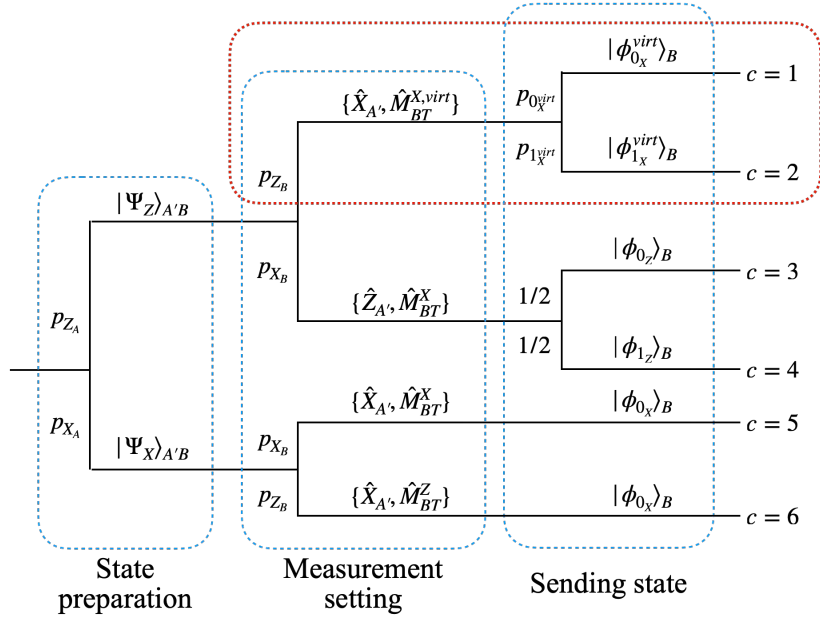 |ϕ_{0_X}^{virt}⟩_B
c = 1
{X̂_{A'}, M̂_{BT}^{X,virt}}
p_{0_X^{virt}}
p_{1_X^{virt}}
|ϕ_{1_X}^{virt}⟩_B
c = 2
p_{Z_B}
|Ψ_Z⟩_{A'B}
p_{X_B}
|ϕ_{0_Z}⟩_B
c = 3
{Ẑ_{A'}, M̂_{BT}^X}
1/2
1/2
p_{Z_A}
|ϕ_{1_Z}⟩_B
c = 4
p_{X_A}
{X̂_{A'}, M̂_{BT}^X}
|ϕ_{0_X}⟩_B
c = 5
|Ψ_X⟩_{A'B}
p_{X_B}
p_{Z_B}
{X̂_{A'}, M̂_{BT}^Z}
|ϕ_{0_X}⟩_B
c = 6
State
preparation
Measurement
setting
Sending state